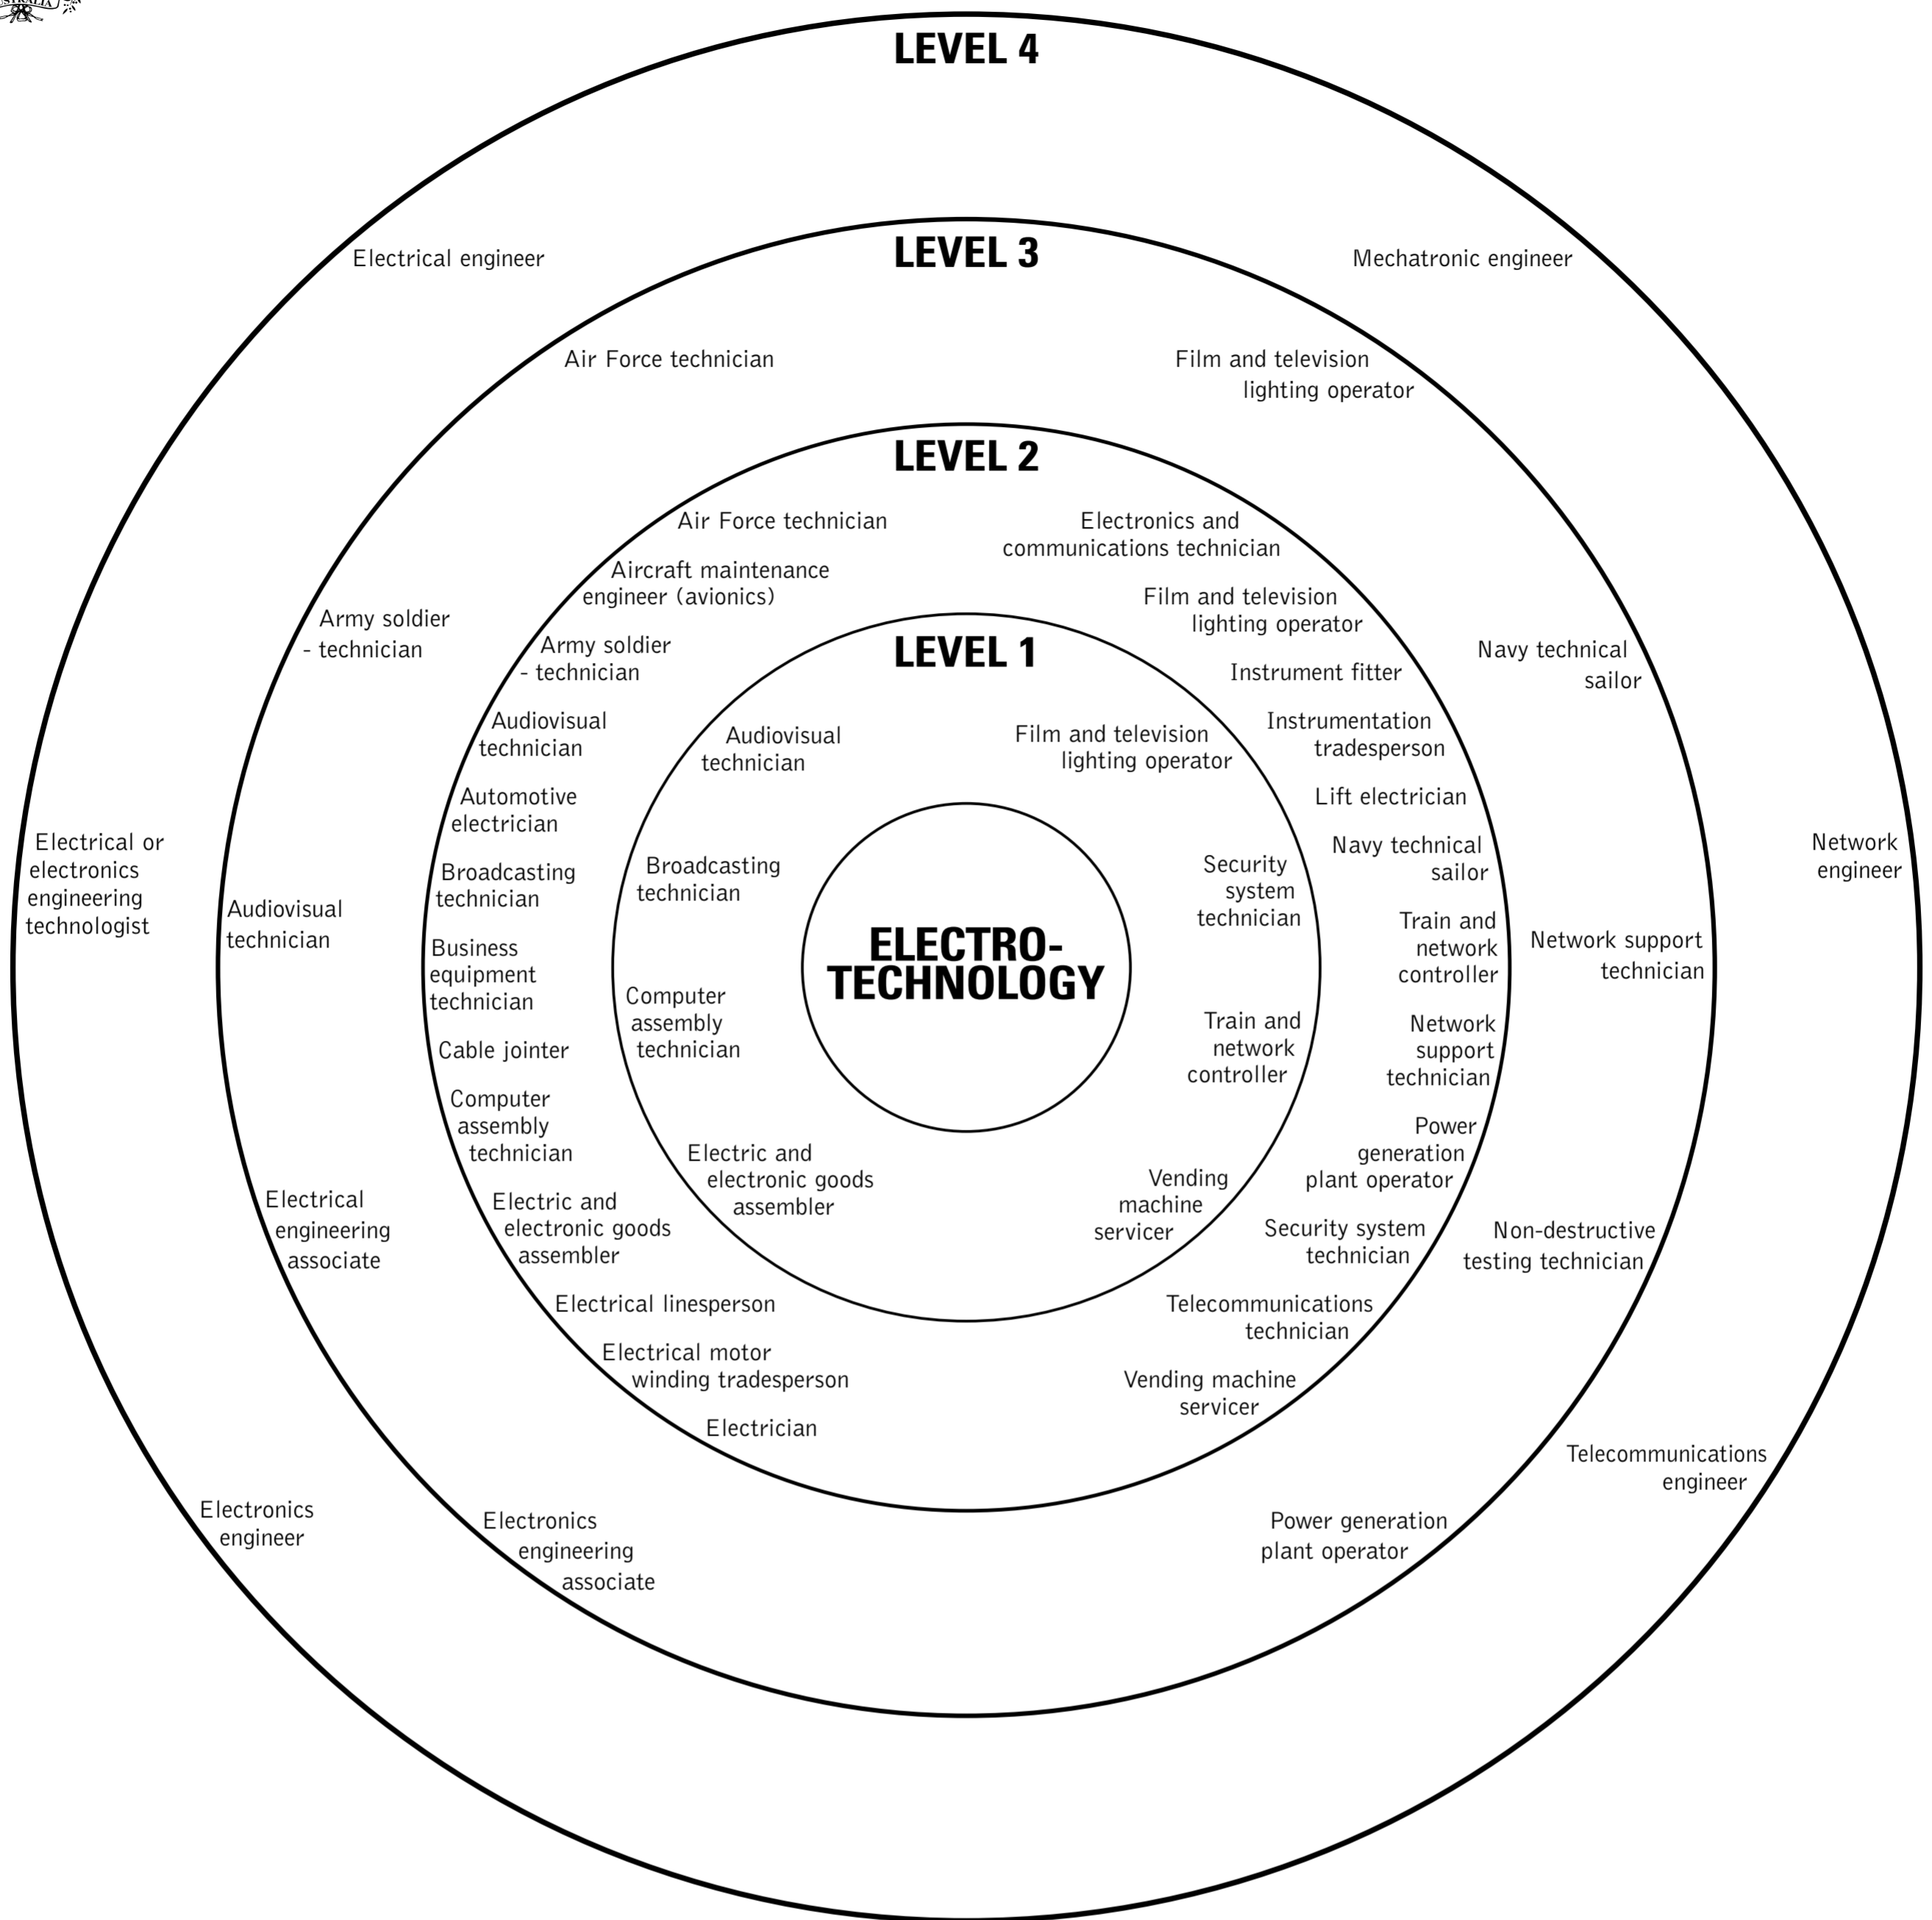 AUSTRALIA
LEVEL 4
Electrical engineer
Mechatronic engineer
Electrical or
electronics
engineering
technologist
Network
engineer
Electronics
engineer
Telecommunications
engineer
LEVEL 3
Air Force technician
Film and television
lighting operator
Army soldier
- technician
Navy technical
sailor
Audiovisual
technician
Network support
technician
Electrical
engineering
associate
Non-destructive
testing technician
Electronics
engineering
associate
Power generation
plant operator
LEVEL 2
Air Force technician
Aircraft maintenance
engineer (avionics)
Army soldier
- technician
Audiovisual
technician
Automotive
electrician
Broadcasting
technician
Business
equipment
technician
Cable jointer
Computer
assembly
technician
Electric and
electronic goods
assembler
Electrical linesperson
Electrical motor
winding tradesperson
Electrician
Electronics and
communications technician
Film and television
lighting operator
Instrument fitter
Instrumentation
tradesperson
Lift electrician
Navy technical
sailor
Train and
network
controller
Network
support
technician
Power
generation
plant operator
Security system
technician
Telecommunications
technician
Vending machine
servicer
LEVEL 1
Audiovisual
technician
Broadcasting
technician
Computer
assembly
technician
Electric and
electronic goods
assembler
Film and television
lighting operator
Security
system
technician
Train and
network
controller
Vending
machine
servicer
ELECTRO-
TECHNOLOGY